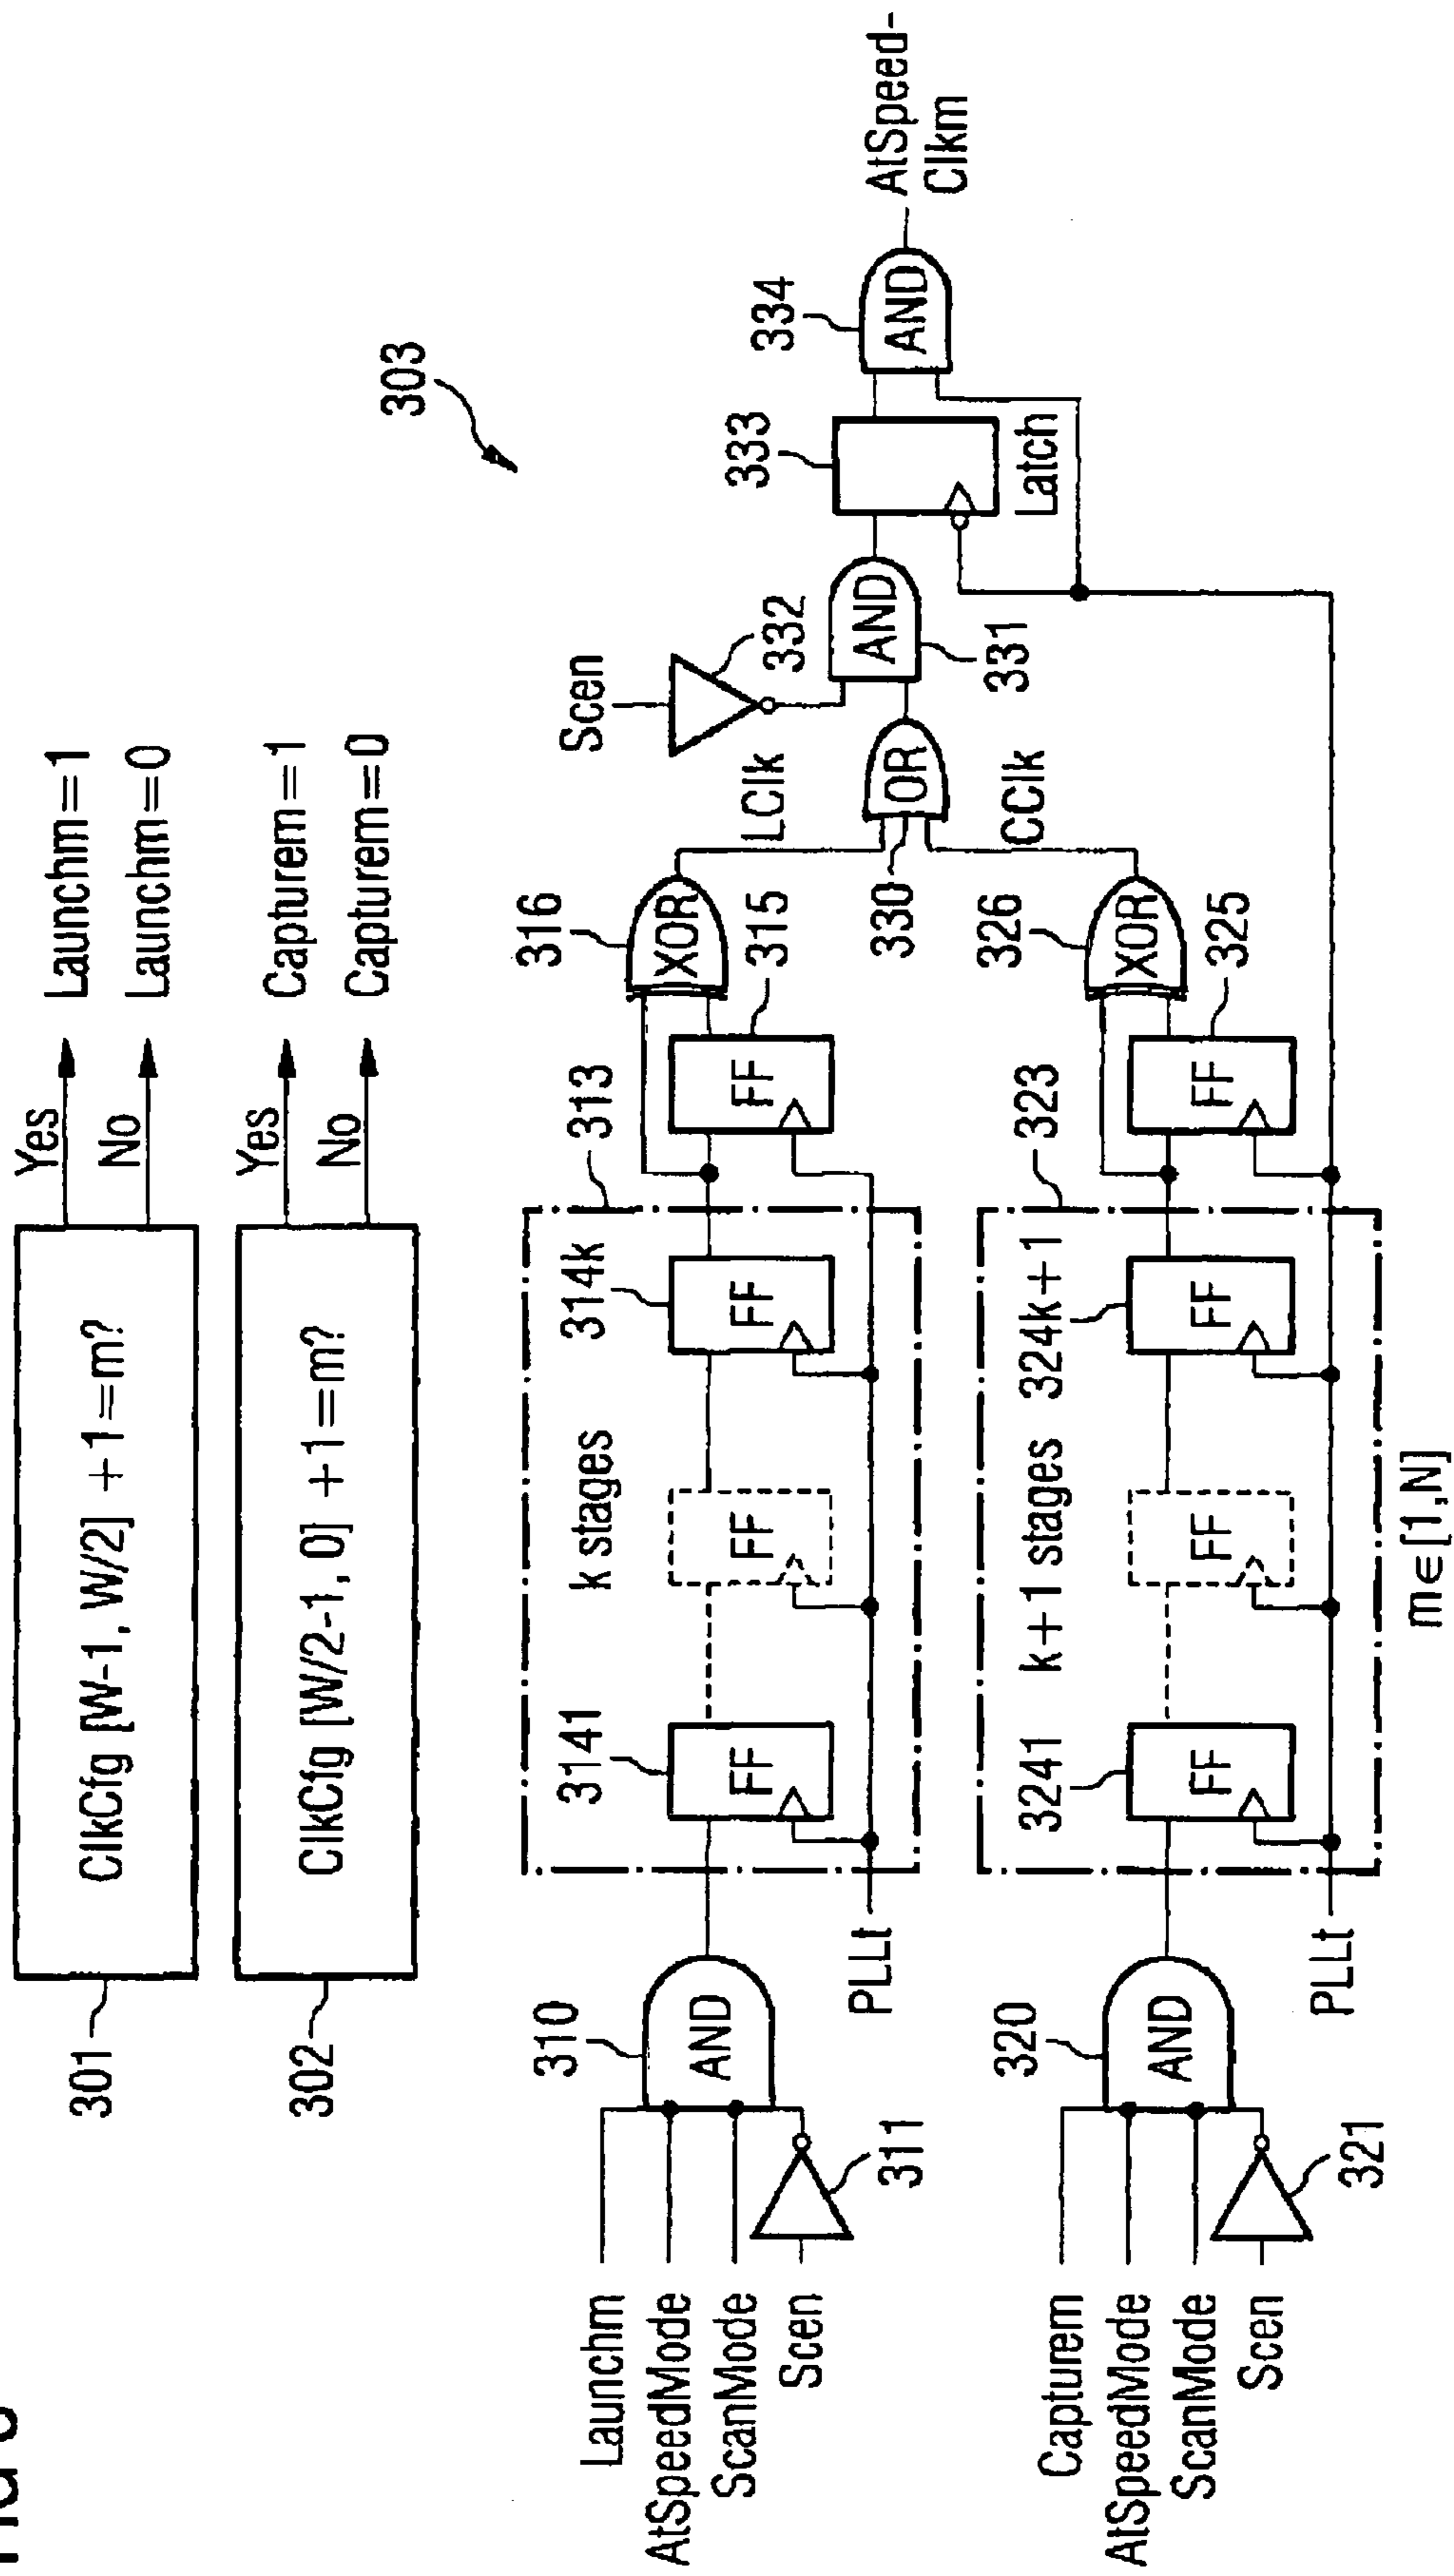 301
ClkCfg [W-1, W/2] +1=m?
Yes
Launchm=1
No
Launchm=0
302
ClkCfg [W/2-1, 0] +1=m?
Yes
Capturem=1
No
Capturem=0
303
Launchm
AtSpeedMode
ScanMode
Scen
311
310
AND
PLLt
3141
FF
k stages
FF
314k
FF
313
FF
315
316
XOR
LClk
Capturem
AtSpeedMode
ScanMode
Scen
321
320
AND
PLLt
3241
FF
k+1 stages
FF
324k+1
FF
323
FF
325
326
XOR
CClk
330
OR
Scen
332
331
AND
333
Latch
334
AND
AtSpeed-
Clkm
m∈[1,N]